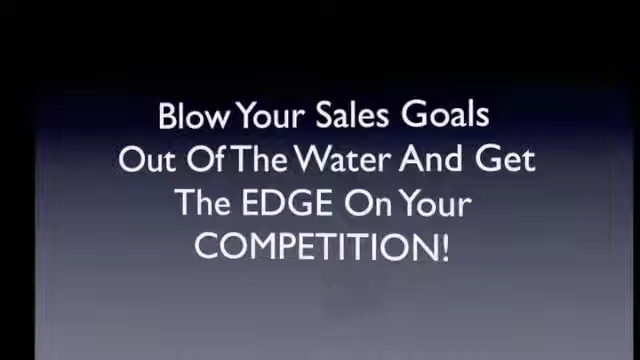 Blow Your Sales Goals
Out Of The Water And Get
The EDGE On Your
COMPETITION!